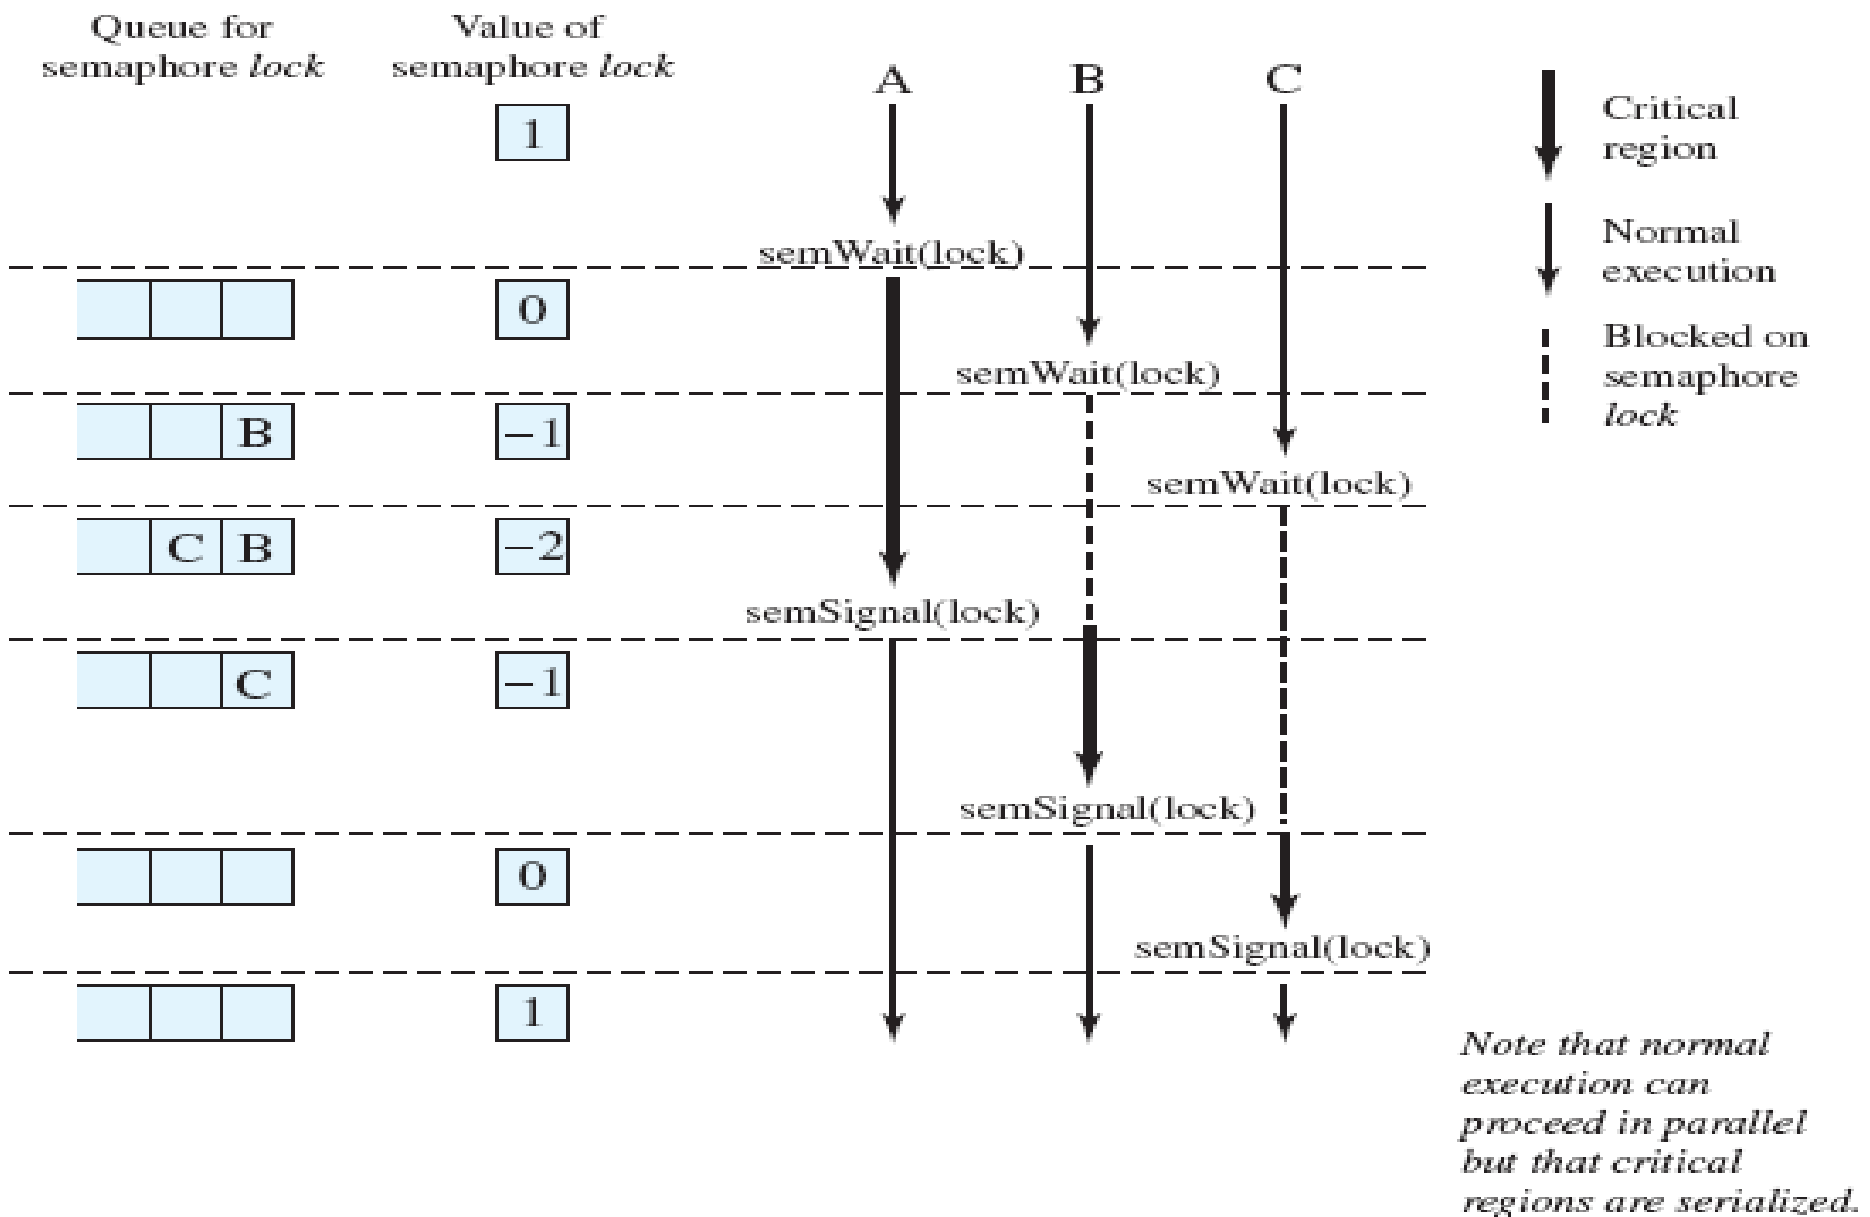 Queue for
semaphore lock
Value of
semaphore lock
A
B
C
1
Critical
region
Normal
execution
semWait(lock)
0
Blocked on
semaphore
lock
semWait(lock)
B
−1
semWait(lock)
C B
−2
semSignal(lock)
C
−1
semSignal(lock)
0
semSignal(lock)
1
Note that normal
execution can
proceed in parallel
but that critical
regions are serialized.